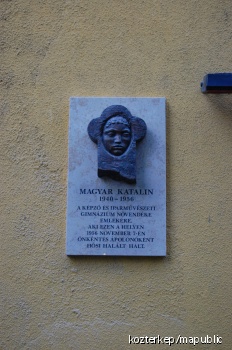 MAGYAR KATALIN
1940-1956
A KÉPZŐ ÉS IPARMŰVÉSZETI
GIMNÁZIUM NÖVENDÉKE
EMLÉKÉRE,
AKI EZEN A HELYEN
1956 NOVEMBER 7-ÉN
ÖNKÉNTES ÁPOLÓNŐKÉNT
HŐSI HALÁLT HALT.
kozterkep/mapublic